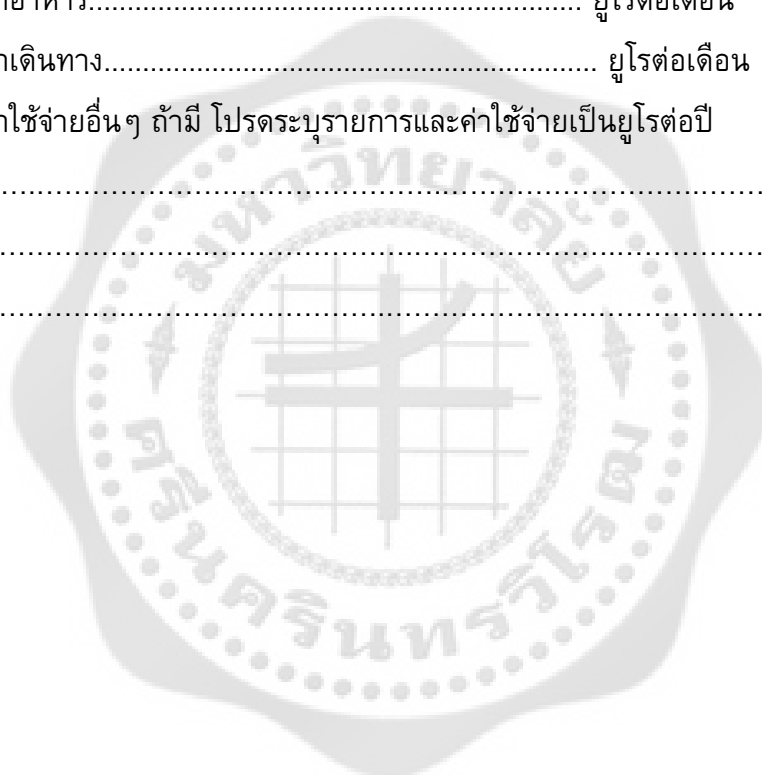 อาหาร............................................................ ยูโรต่อเดือน
าเดินทาง............................................................ ยูโรต่อเดือน
าใช้จ่ายอื่นๆ ถ้ามี โปรดระบุรายการและค่าใช้จ่ายเป็นยูโรต่อปี
................................................................................
................................................................................
................................................................................
มหาวิทยาลัย
ศรีนครินทรวิโรฒ